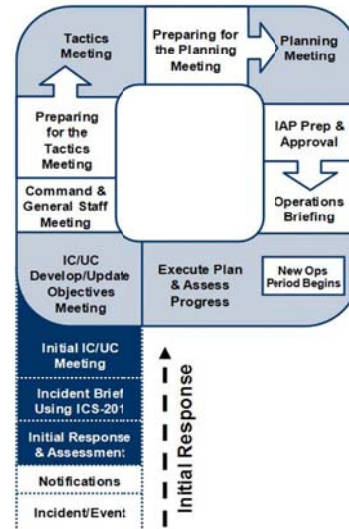 Tactics
Meeting
Preparing for
the Planning
Meeting
Planning
Meeting
Preparing
for the
Tactics
Meeting
IAP Prep &
Approval
Command &
General Staff
Meeting
Operations
Briefing
IC/UC
Develop/Update
Objectives
Meeting
Execute Plan
& Assess
Progress
New Ops
Period Begins
Initial IC/UC
Meeting
Incident Brief
Using ICS-201
Initial Response
& Assessment
Notifications
Incident/Event
Initial Response